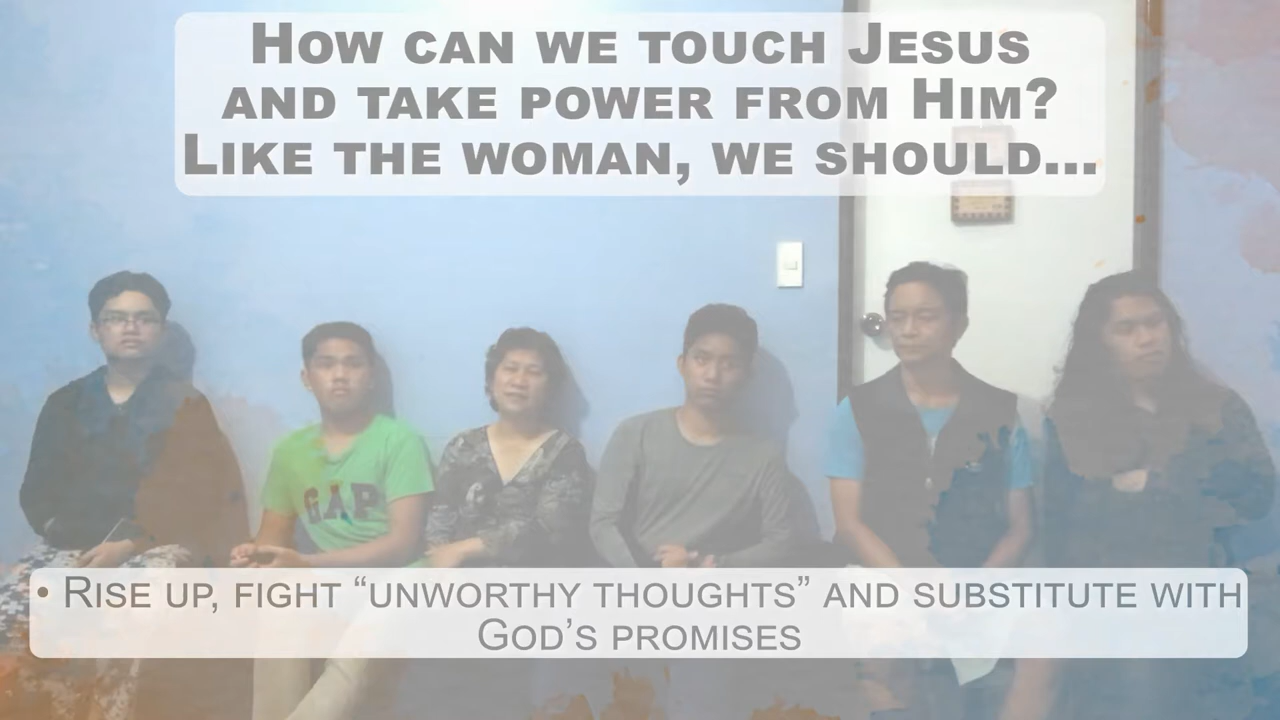 How can we touch Jesus
and take power from Him?
Like the woman, we should...
GAP
• Rise up, fight “unworthy thoughts” and substitute with
God’s promises